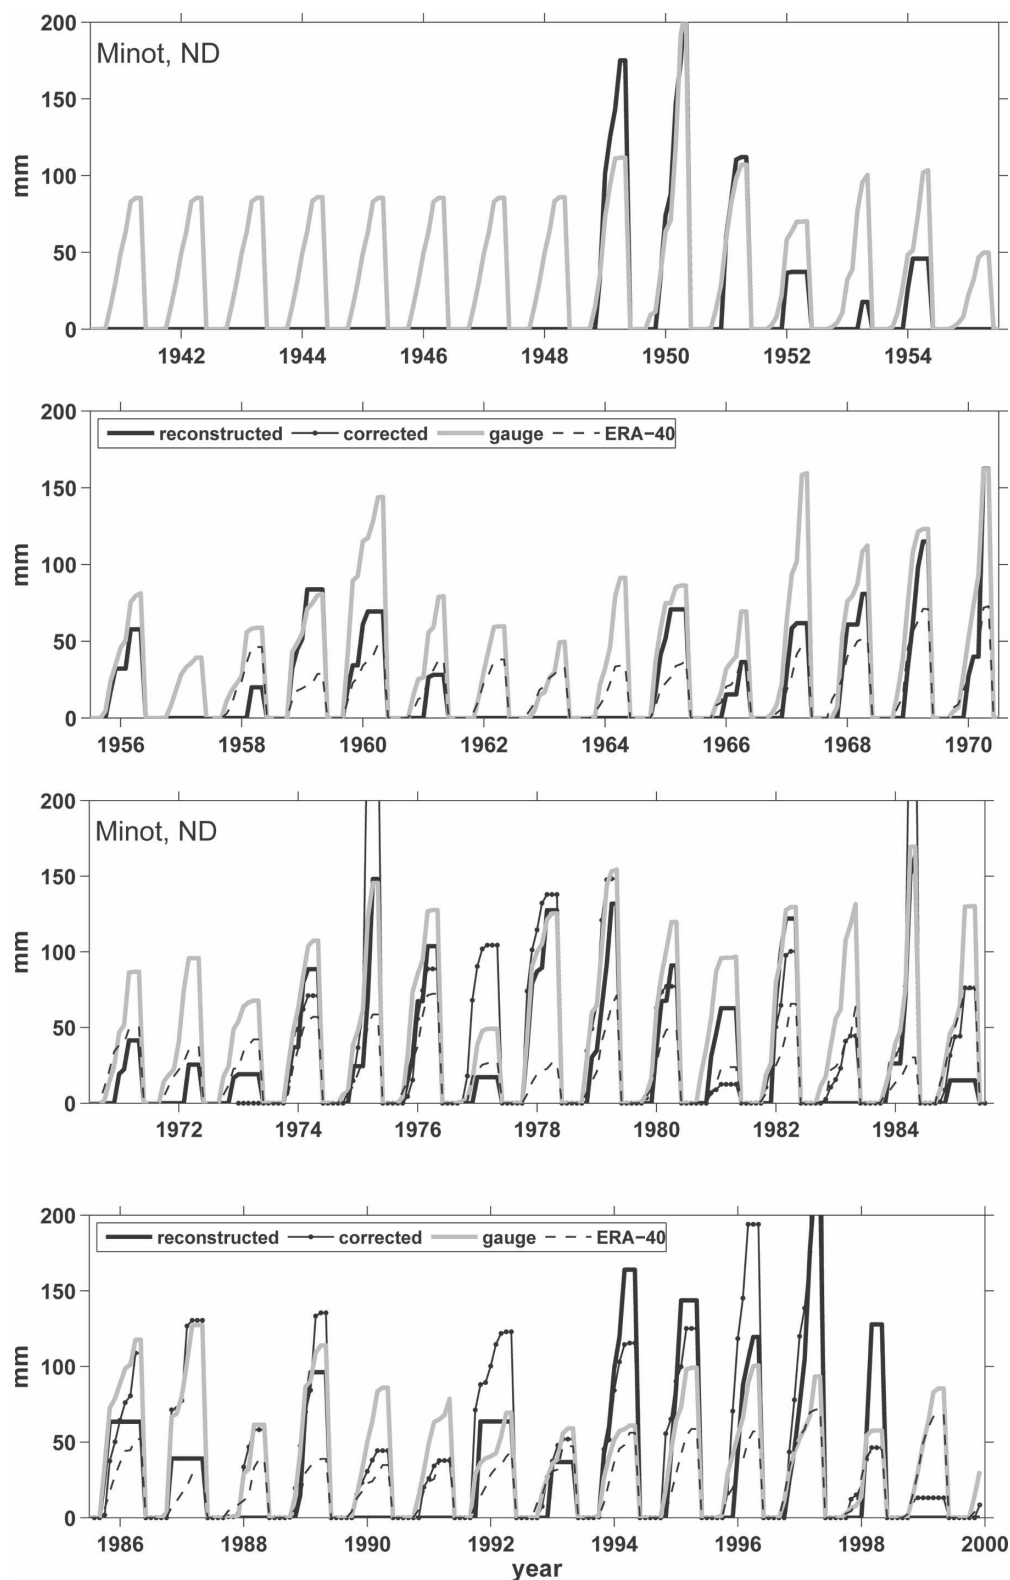 Minot, ND
200
150
100
50
0
mm
1942 1944 1946 1948 1950 1952 1954
200
150
100
50
0
mm
reconstructed corrected gauge ERA−40
1956 1958 1960 1962 1964 1966 1968 1970
Minot, ND
200
150
100
50
0
mm
1972 1974 1976 1978 1980 1982 1984
200
150
100
50
0
mm
reconstructed corrected gauge ERA−40
1986 1988 1990 1992 1994 1996 1998 2000
year